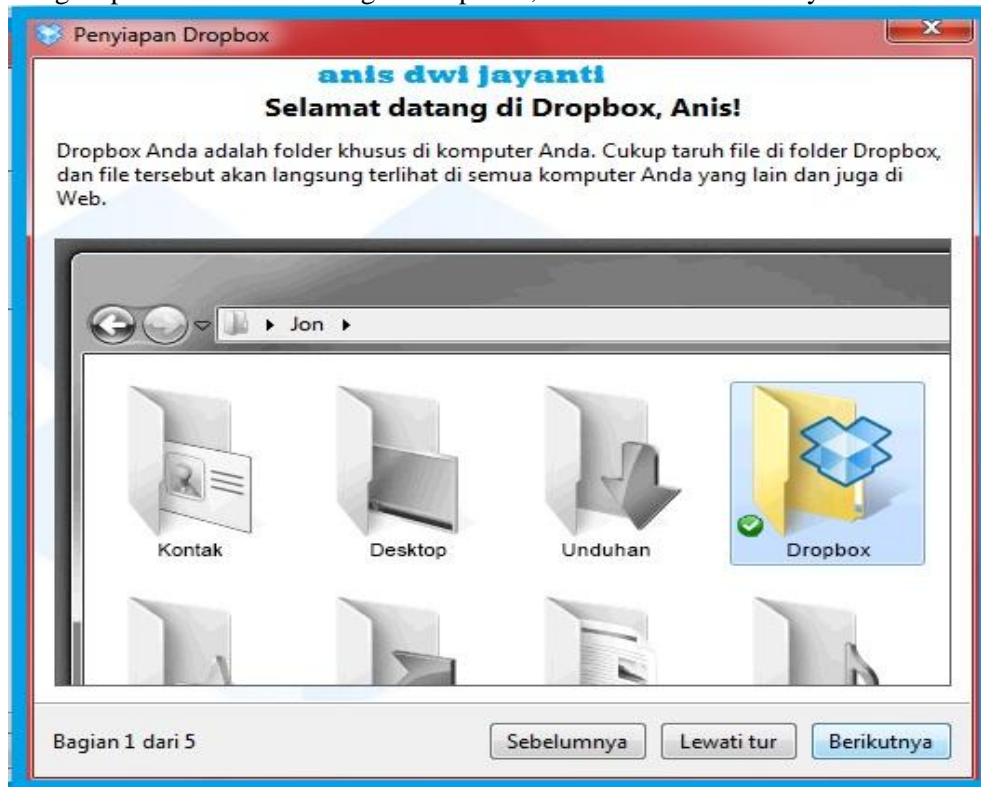 Penyiapan Dropbox
anis dwi jayanti
Selamat datang di Dropbox, Anis!
Dropbox Anda adalah folder khusus di komputer Anda. Cukup taruh file di folder Dropbox,
dan file tersebut akan langsung terlihat di semua komputer Anda yang lain dan juga di
Web.
Jon
Kontak Desktop Unduhan Dropbox
Bagian 1 dari 5 Sebelumnya Lewati tur Berikutnya